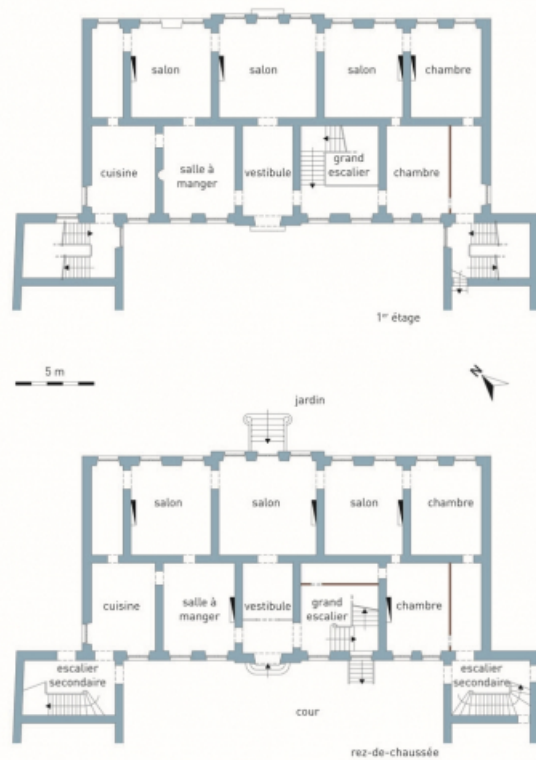 salon
salon
salon
chambre
cuisine
salle à
manger
vestibule
grand
escalier
chambre
1er étage
5 m
N
jardin
salon
salon
salon
chambre
cuisine
salle à
manger
vestibule
grand
escalier
chambre
escalier
secondaire
escalier
secondaire
cour
rez-de-chaussée